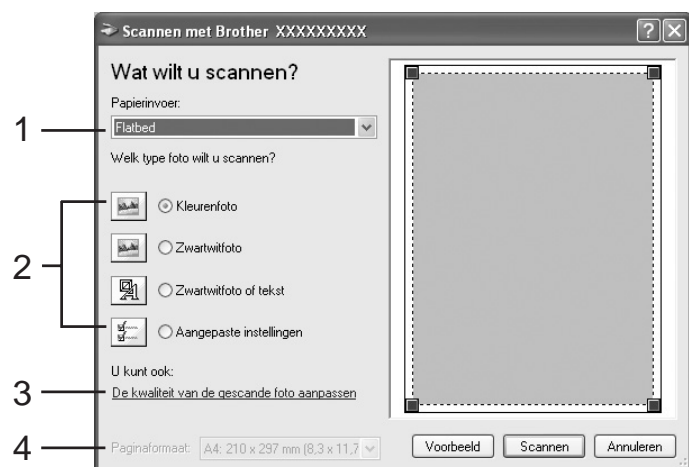 Scannen met Brother XXXXXXXXX
Wat wilt u scannen?
Papierinvoer:
1
Flatbed
Welk type foto wilt u scannen?
2
Kleurenfoto
Zwartwitfoto
Zwartwitfoto of tekst
Aangepaste instellingen
U kunt ook:
3
De kwaliteit van de gescande foto aanpassen
4
Paginaformaat: A4: 210 x 297 mm (8,3 x 11,7
Voorbeeld Scannen Annuleren